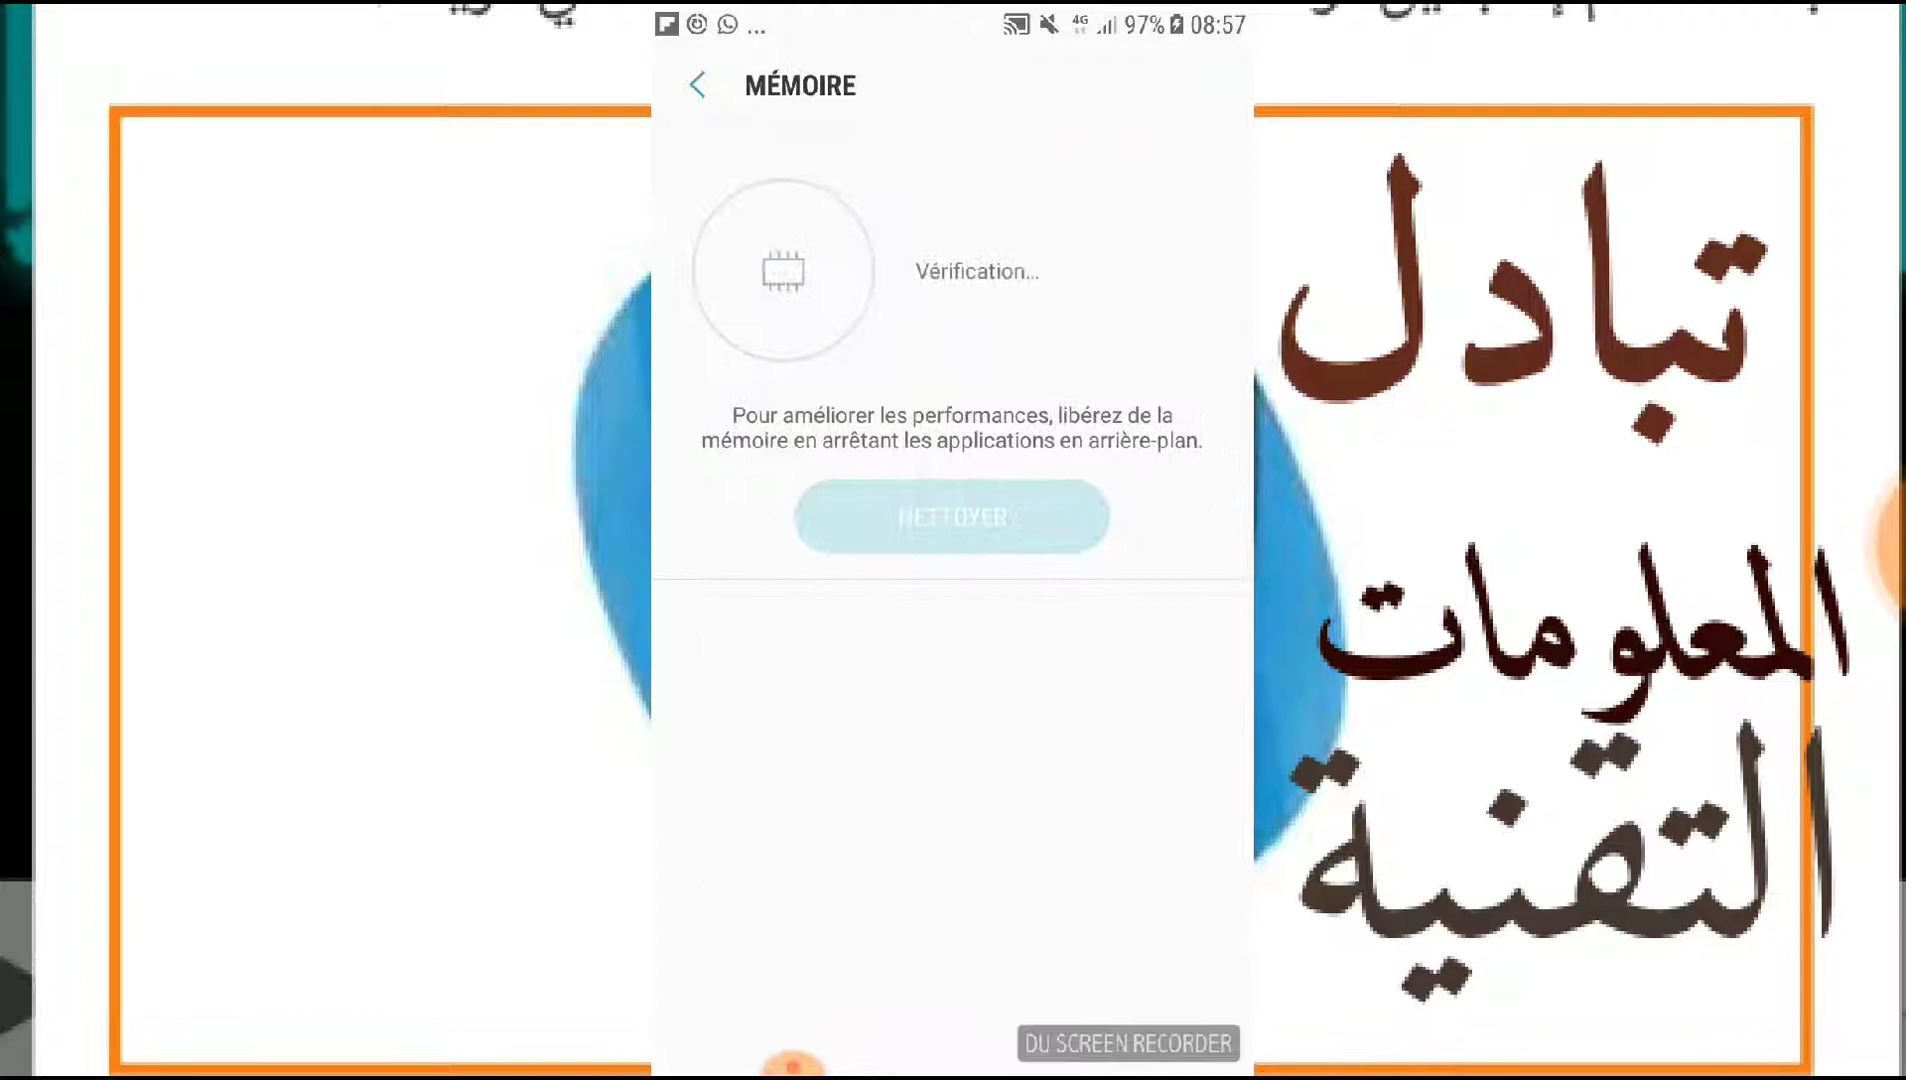 ... 97% 08:57
4G
MÉMOIRE
Vérification...
Pour améliorer les performances, libérez de la
mémoire en arrêtant les applications en arrière-plan.
NETTOYER
DU SCREEN RECORDER
تبادل
المعلومات
التقنية